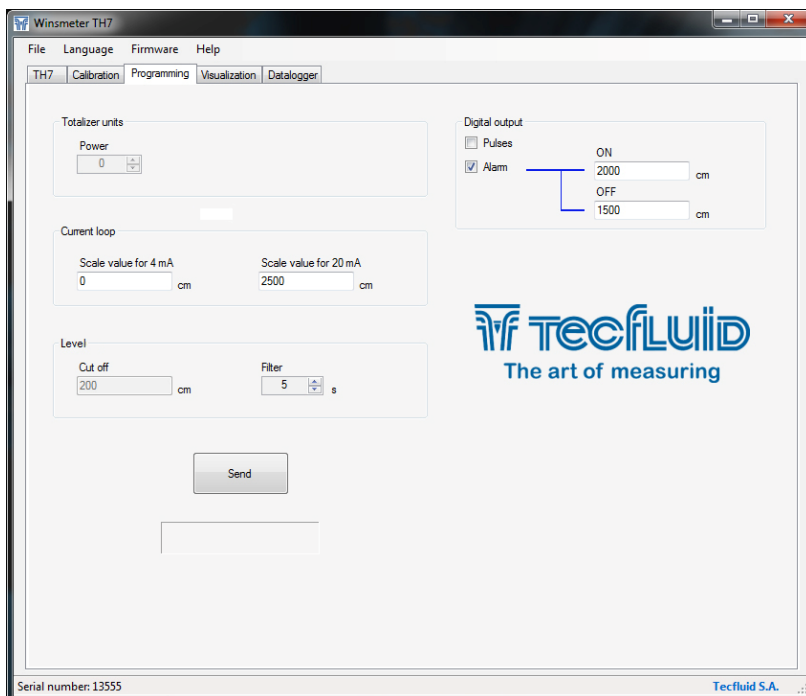 Winsmeter TH7
File Language Firmware Help
TH7 Calibration Programming Visualization Datalogger
Totalizer units
Power
0
Current loop
Scale value for 4 mA Scale value for 20 mA
0 cm 2500 cm
Level
Cut off Filter
200 cm 5 s
Send
Digital output
Pulses
Alarm
ON
2000 cm
OFF
1500 cm
TECFLUID
The art of measuring
Serial number: 13555 Tecfluid S.A.